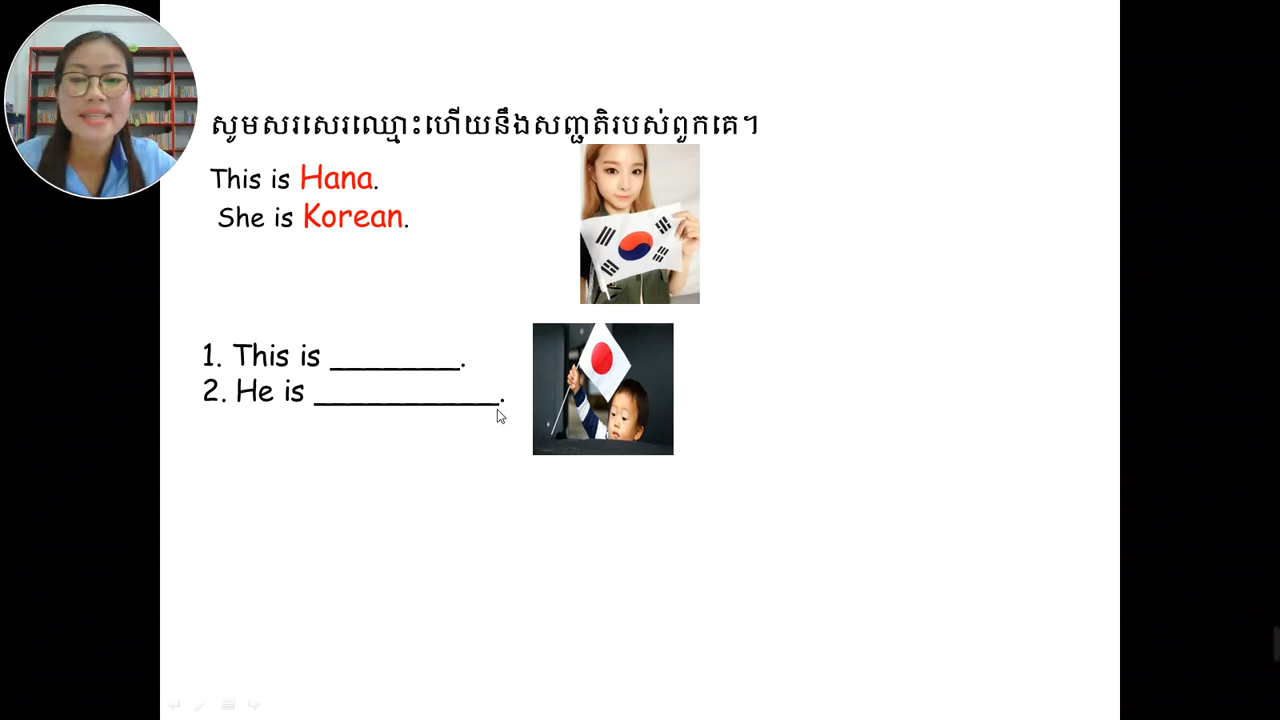 សូមសរសេរឈ្មោះហើយនឹងសញ្ជតិរបស់ពួកគេ។
This is Hana.
She is Korean.
1. This is ________.
2. He is ___________.